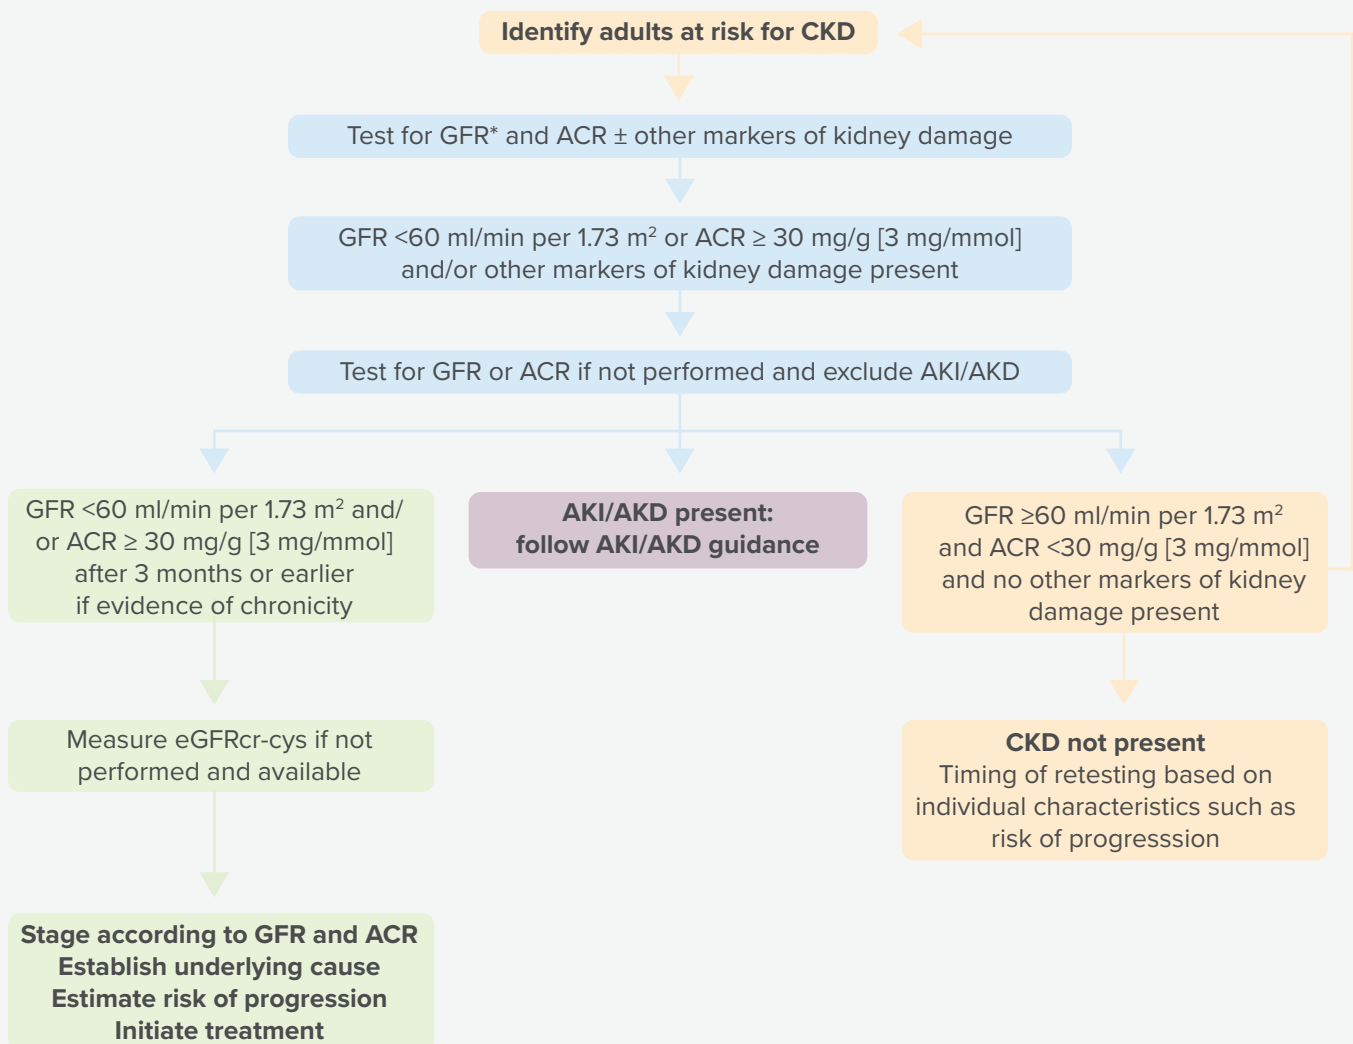 Identify adults at risk for CKD
Test for GFR* and ACR ± other markers of kidney damage
GFR <60 ml/min per 1.73 m² or ACR ≥ 30 mg/g [3 mg/mmol]
and/or other markers of kidney damage present
Test for GFR or ACR if not performed and exclude AKI/AKD
GFR <60 ml/min per 1.73 m² and/
or ACR ≥ 30 mg/g [3 mg/mmol]
after 3 months or earlier
if evidence of chronicity
AKI/AKD present:
follow AKI/AKD guidance
GFR ≥60 ml/min per 1.73 m²
and ACR <30 mg/g [3 mg/mmol]
and no other markers of kidney
damage present
Measure eGFRcr-cys if not
performed and available
CKD not present
Timing of retesting based on
individual characteristics such as
risk of progresssion
Stage according to GFR and ACR
Establish underlying cause
Estimate risk of progression
Initiate treatment